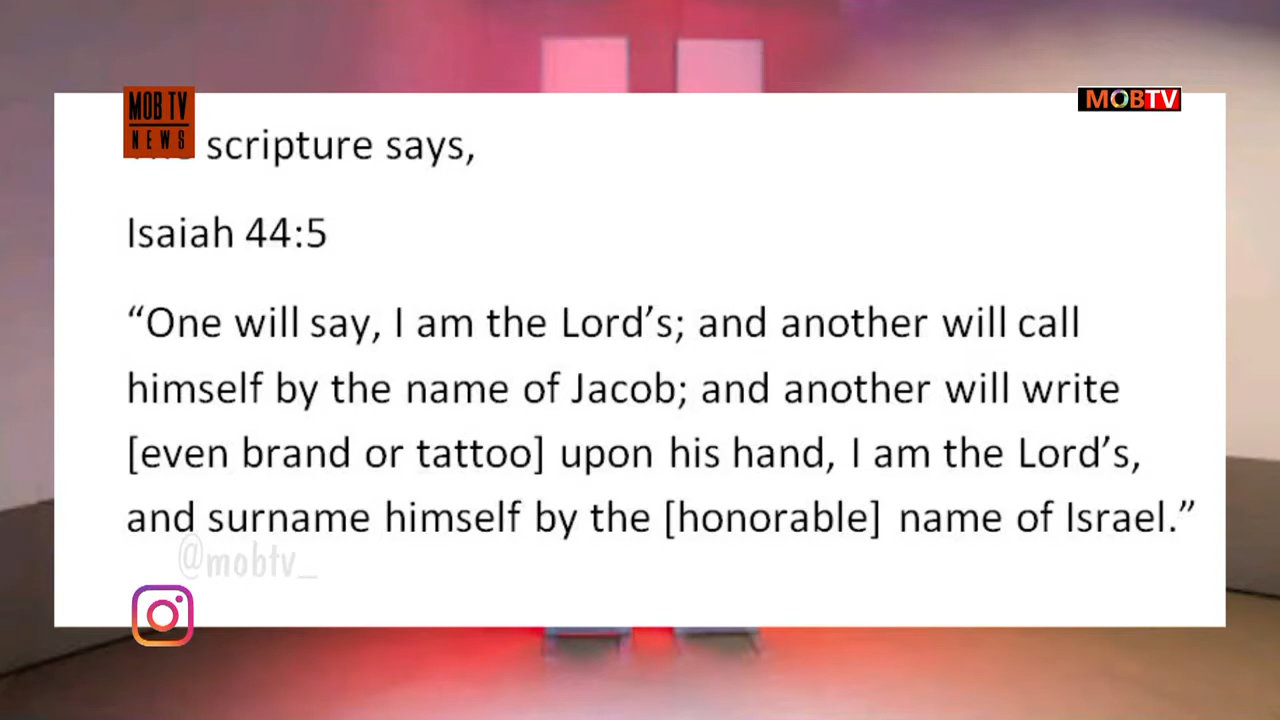 MOB TV
NEWS
MOBTV
scripture says,
Isaiah 44:5
“One will say, I am the Lord’s; and another will call
himself by the name of Jacob; and another will write
[even brand or tattoo] upon his hand, I am the Lord’s,
and surname himself by the [honorable] name of Israel.”
@mobtv_